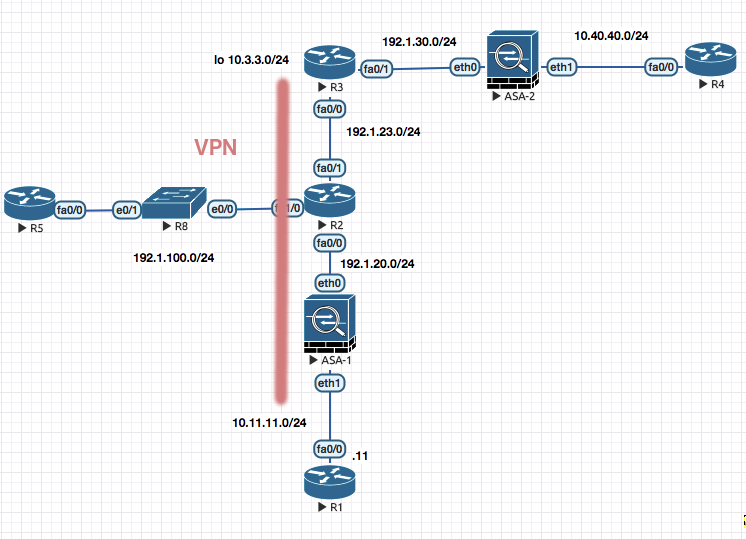 192.1.30.0/24
10.40.40.0/24
lo 10.3.3.0/24
R3
fa0/1
eth0
eth1
ASA-2
fa0/0
R4
fa0/0
192.1.23.0/24
VPN
fa0/1
R5
fa0/0
e0/1
R8
e0/0
1/0
R2
192.1.100.0/24
fa0/0
192.1.20.0/24
eth0
ASA-1
eth1
10.11.11.0/24
fa0/0
.11
R1